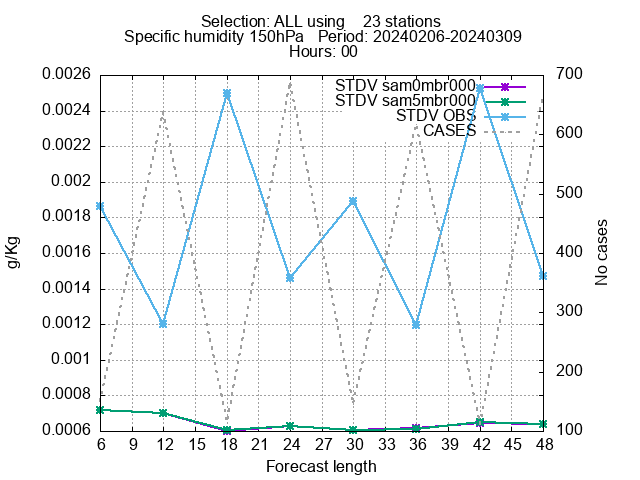 Selection: ALL using    23 stations
Specific humidity 150hPa   Period: 20240206-20240309
Hours: 00
STDV sam0mbr000
STDV sam5mbr000
STDV OBS
CASES
0.0026
0.0024
0.0022
0.002
0.0018
0.0016
0.0014
0.0012
0.001
0.0008
0.0006
g/Kg
700
600
500
400
300
200
100
No cases
6 9 12 15 18 21 24 27 30 33 36 39 42 45 48
Forecast length